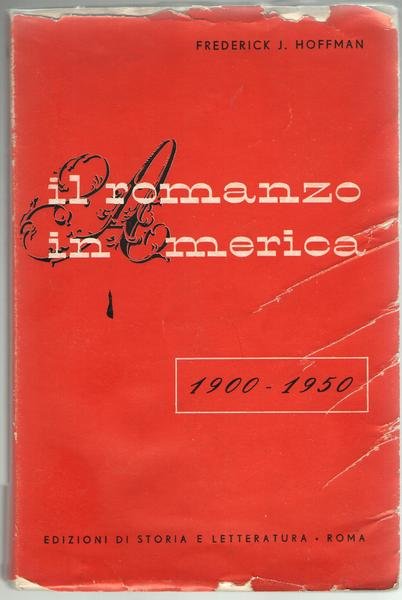 FREDERICK J. HOFFMAN
il romanzo
in America
1900 - 1950
EDIZIONI DI STORIA E LETTERATURA • ROMA